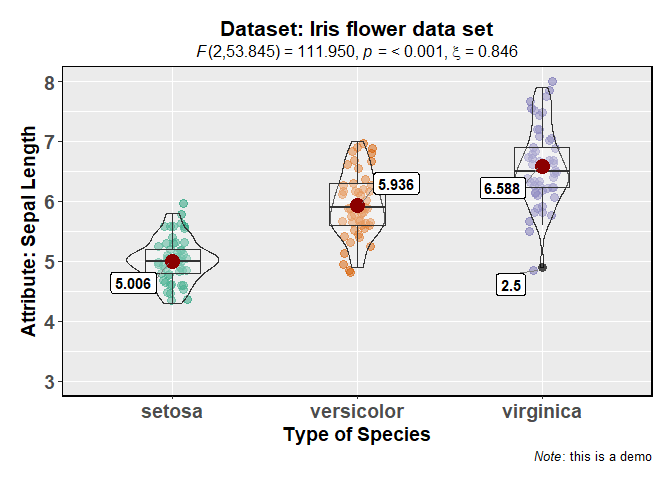 Dataset: Iris flower data set
F(2,53.845) = 111.950, p = < 0.001, ξ = 0.846
Attribute: Sepal Length
8
7
6
5
4
3
5.936
6.588
5.006
2.5
setosa
versicolor
virginica
Type of Species
Note: this is a demo